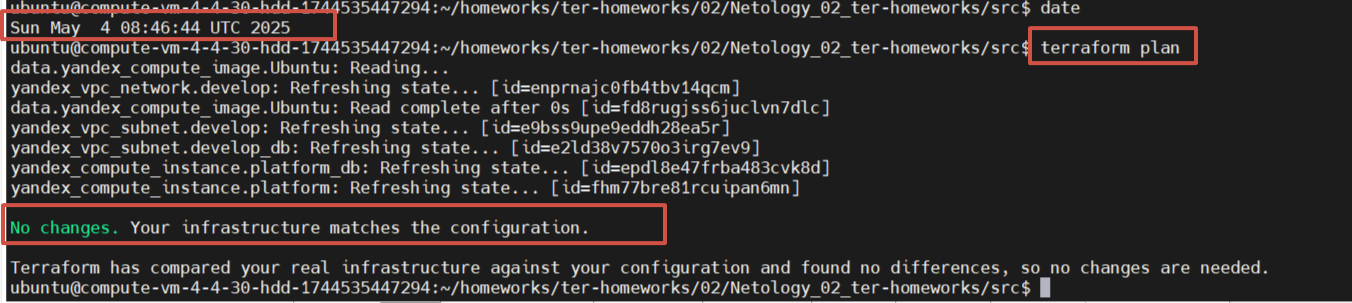 ubuntu@compute-vm-4-4-30-hdd-1744535447294:~/homeworks/ter-homeworks/02/Netology_02_ter-homeworks/src$ date
Sun May  4 08:46:44 UTC 2025
ubuntu@compute-vm-4-4-30-hdd-1744535447294:~/homeworks/ter-homeworks/02/Netology_02_ter-homeworks/src$ terraform plan
data.yandex_compute_image.Ubuntu: Reading...
yandex_vpc_network.develop: Refreshing state... [id=enprnajc0fb4tbv14qcm]
data.yandex_compute_image.Ubuntu: Read complete after 0s [id=fd8rugjss6juclvn7dlc]
yandex_vpc_subnet.develop: Refreshing state... [id=e9bss9upe9eddh28ea5r]
yandex_vpc_subnet.develop_db: Refreshing state... [id=e2ld38v7570o3irg7ev9]
yandex_compute_instance.platform_db: Refreshing state... [id=epdl8e47frba483cvk8d]
yandex_compute_instance.platform: Refreshing state... [id=fhm77bre81rcuipan6mn]
No changes. Your infrastructure matches the configuration.
Terraform has compared your real infrastructure against your configuration and found no differences, so no changes are needed.
ubuntu@compute-vm-4-4-30-hdd-1744535447294:~/homeworks/ter-homeworks/02/Netology_02_ter-homeworks/src$